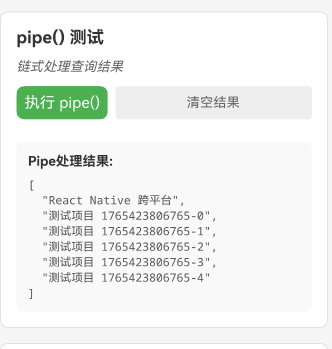 pipe() 测试
链式处理查询结果
执行 pipe() 清空结果
Pipe处理结果:
[
"React Native 跨平台",
"测试项目 1765423806765-0",
"测试项目 1765423806765-1",
"测试项目 1765423806765-2",
"测试项目 1765423806765-3",
"测试项目 1765423806765-4"
]